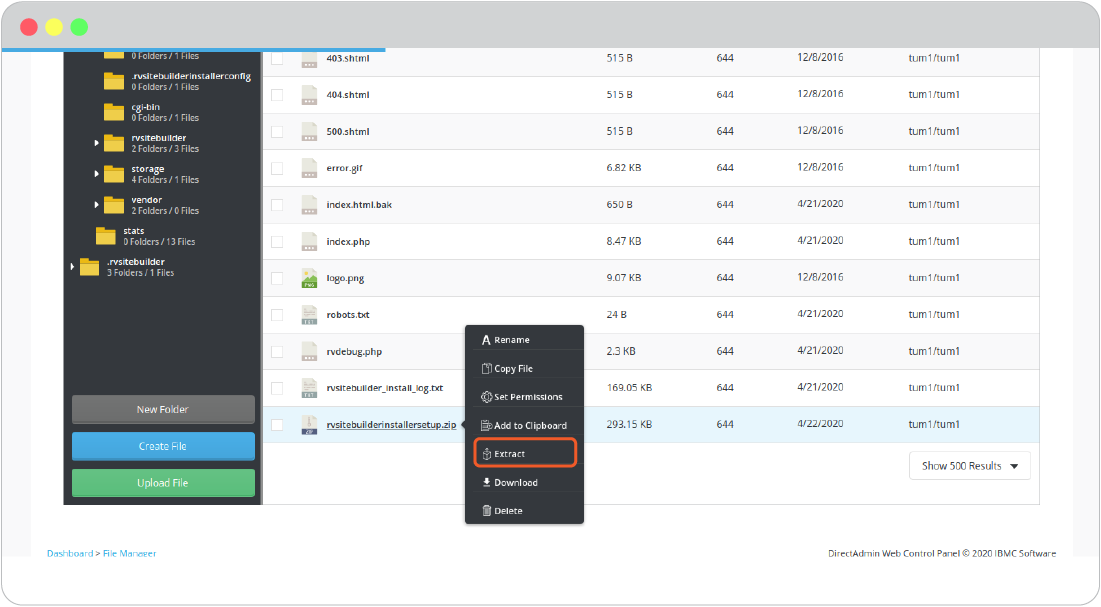 0 Folders / 1 Files
.rvsitebuilderinstallerconfig
0 Folders / 1 Files
cgi-bin
0 Folders / 1 Files
rvsitebuilder
2 Folders / 3 Files
storage
4 Folders / 1 Files
vendor
2 Folders / 0 Files
stats
0 Folders / 13 Files
.rvsitebuilder
3 Folders / 1 Files
New Folder
Create File
Upload File
403.shtml 515 B 644 12/8/2016 tum1/tum1
404.shtml 515 B 644 12/8/2016 tum1/tum1
500.shtml 515 B 644 12/8/2016 tum1/tum1
error.gif 6.82 KB 644 12/8/2016 tum1/tum1
index.html.bak 650 B 644 4/21/2020 tum1/tum1
index.php 8.47 KB 644 4/21/2020 tum1/tum1
PNG logo.png 9.07 KB 644 12/8/2016 tum1/tum1
TXT robots.txt 24 B 644 4/21/2020 tum1/tum1
rvdebug.php 2.3 KB 644 4/21/2020 tum1/tum1
TXT rvsitebuilder_install_log.txt 169.05 KB 644 4/21/2020 tum1/tum1
ZIP rvsitebuilderinstallersetup.zip 293.15 KB 644 4/22/2020 tum1/tum1
A Rename
Copy File
Set Permissions
Add to Clipboard
Extract
Download
Delete
Show 500 Results
Dashboard > File Manager
DirectAdmin Web Control Panel © 2020 IBMC Software